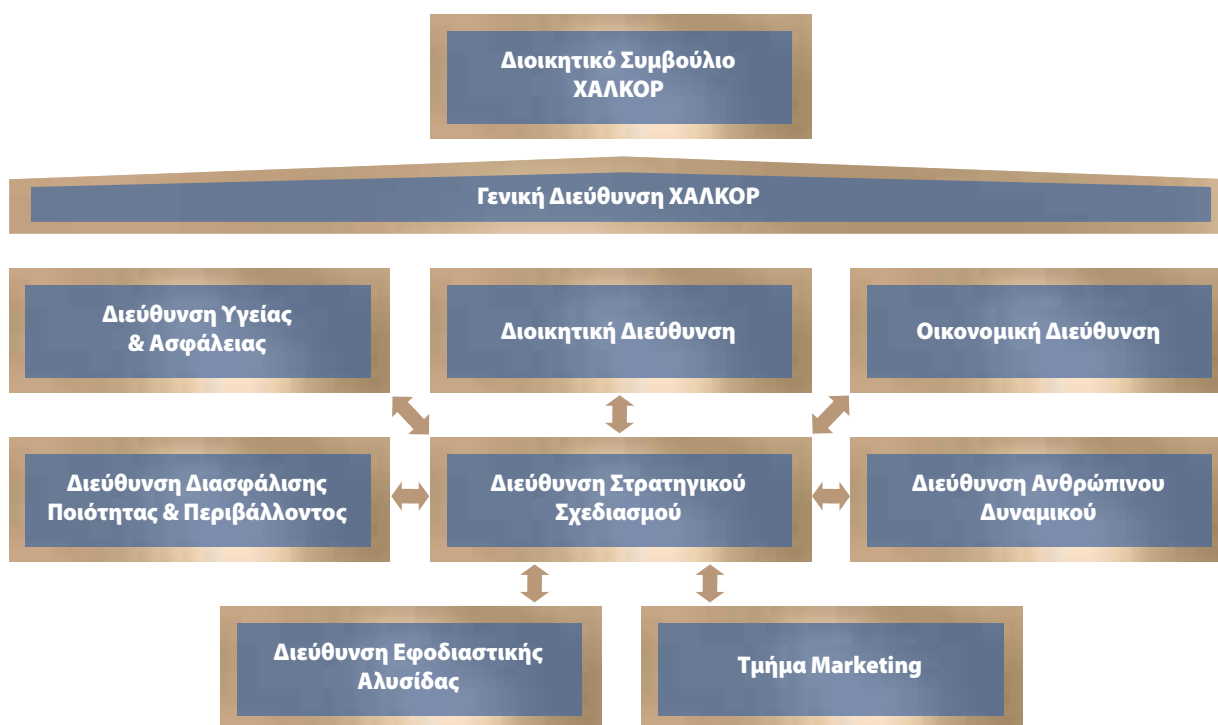 Διοικητικό Συμβούλιο
ΧΑΛΚΟΡ
Γενική Διεύθυνση ΧΑΛΚΟΡ
Διεύθυνση Υγείας
& Ασφάλειας
Διοικητική Διεύθυνση
Οικονομική Διεύθυνση
Διεύθυνση Διασφάλισης
Ποιότητας & Περιβάλλοντος
Διεύθυνση Στρατηγικού
Σχεδιασμού
Διεύθυνση Ανθρώπινου
Δυναμικού
Διεύθυνση Εφοδιαστικής
Αλυσίδας
Τμήμα Marketing